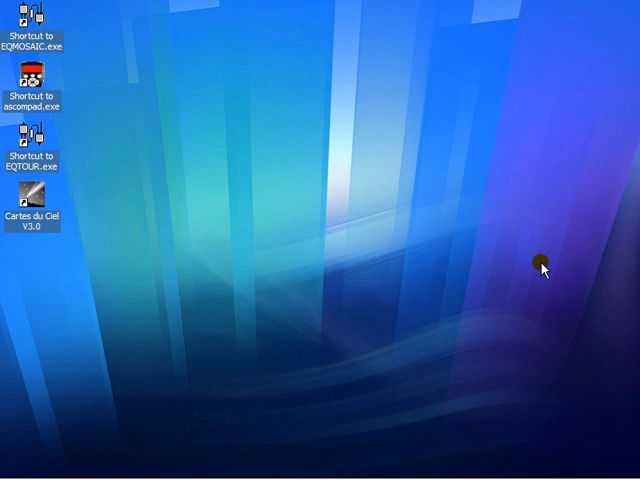 Shortcut to
EQMOSAIC.exe
Shortcut to
ascompad.exe
Shortcut to
EQTOUR.exe
Cartes du Ciel
V3.0